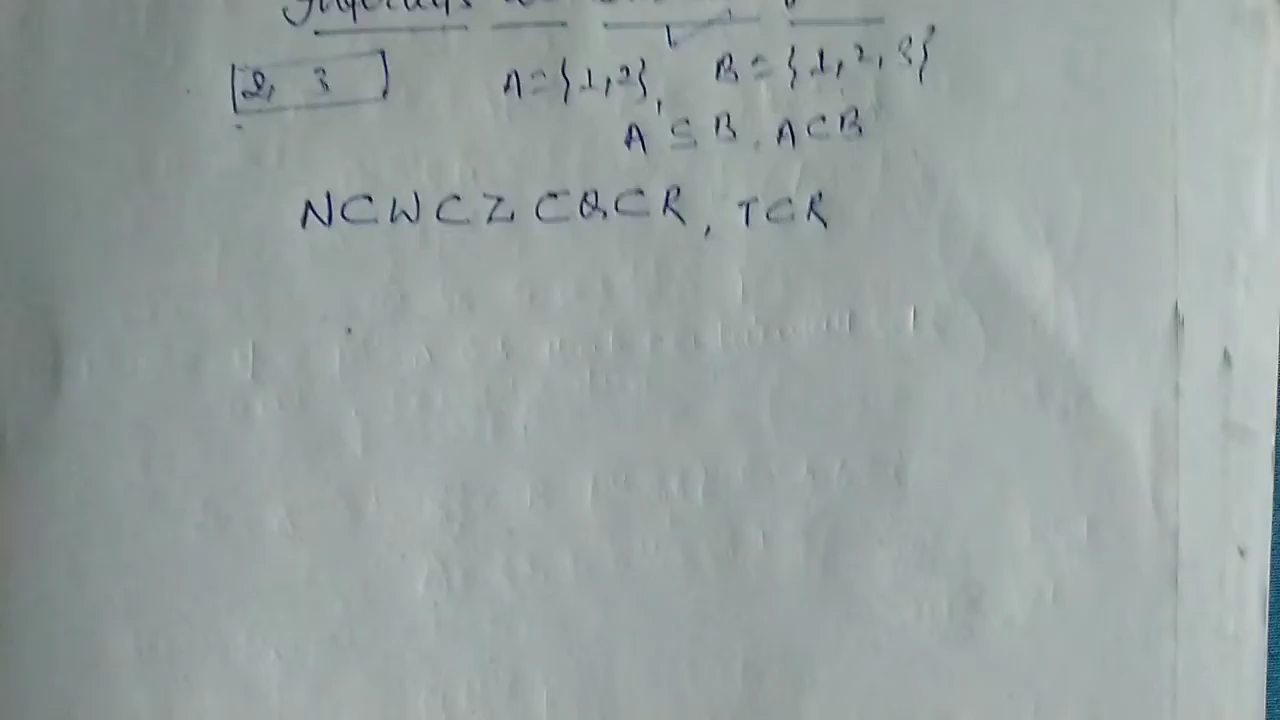 [2, 3] A={1,2}, B={1,2,3}
A⊆B, A⊂B
N⊂W⊂Z⊂Q⊂R, T⊂R